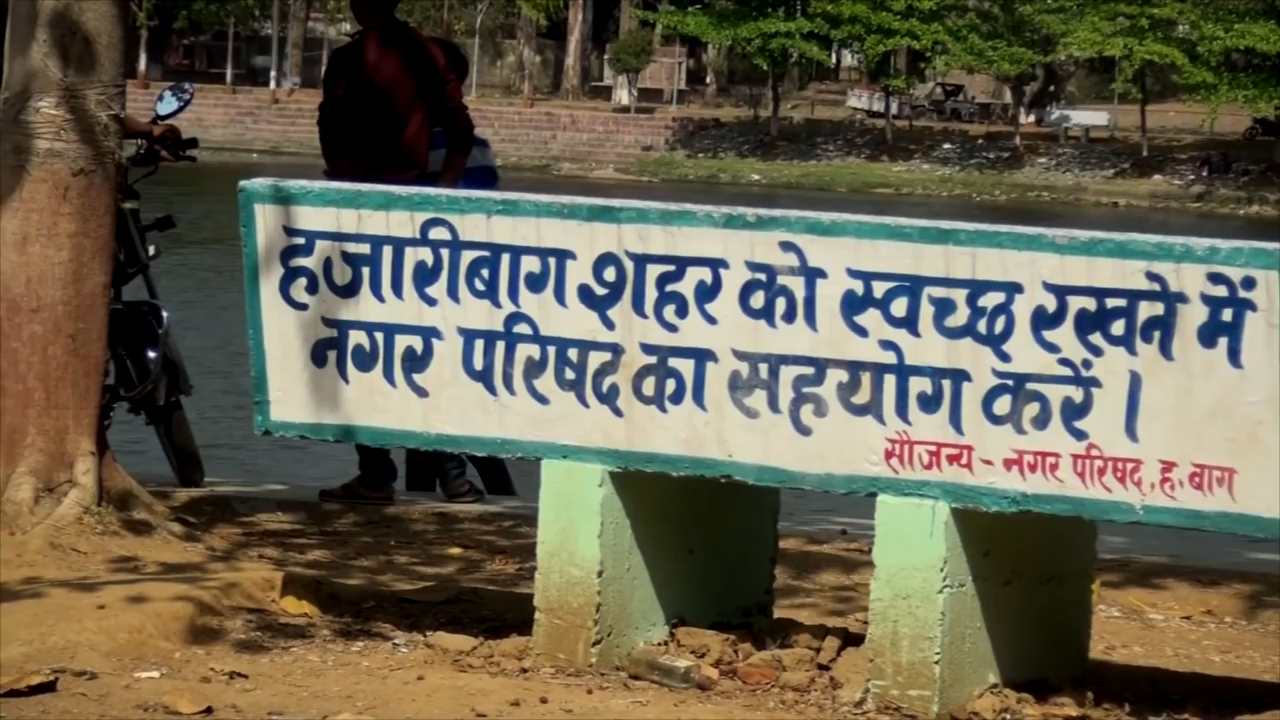 हजारीबाग शहर को स्वच्छ रखने में
नगर परिषद का सहयोग करें।
सौजन्य - नगर परिषद, ह. बाग